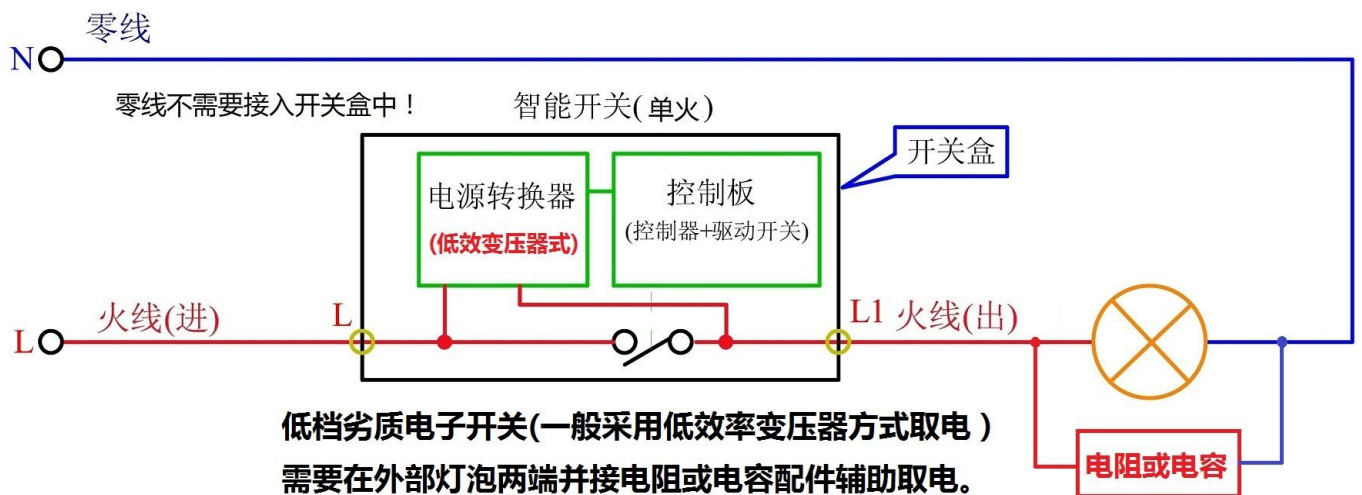 零线
N
零线不需要接入开关盒中！
智能开关(单火)
开关盒
电源转换器
(低效变压器式)
控制板
(控制器+驱动开关)
L
火线(进)
L
L1
火线(出)
电阻或电容
低档劣质电子开关(一般采用低效率变压器方式取电）
需要在外部灯泡两端并接电阻或电容配件辅助取电。